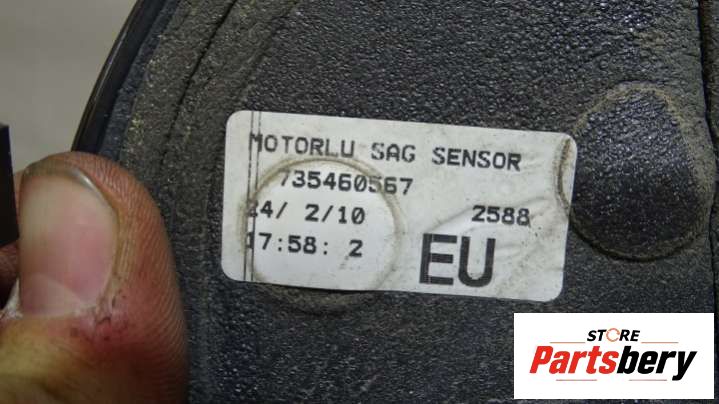 MOTORLU SAG SENSOR
735460567
24/ 2/10 2588
17:58: 2 EU
STORE
Partsbery